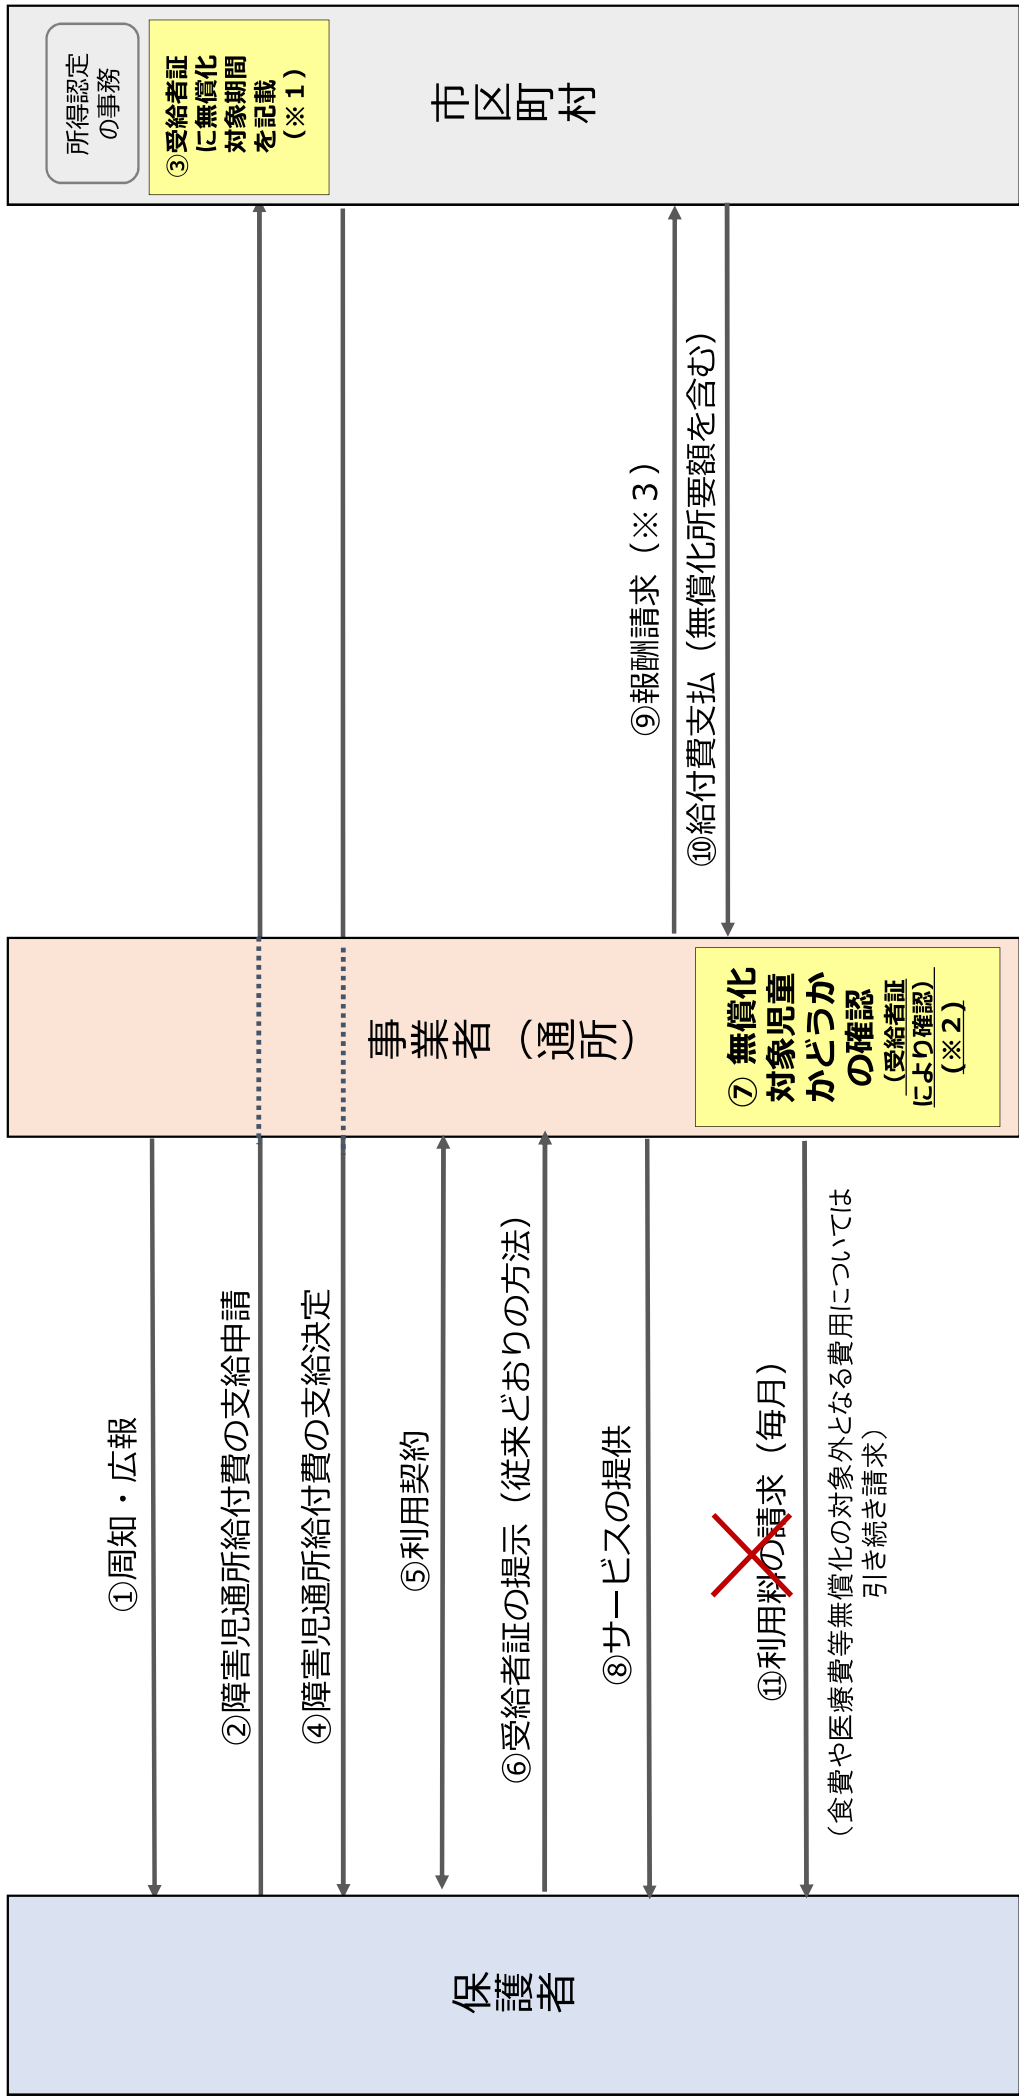 保護者
①周知・広報
②障害児通所給付費の支給申請
④障害児通所給付費の支給決定
⑤利用契約
⑥受給者証の提示（従来どおりの方法）
⑧サービスの提供
⑪利用料の請求（毎月）
（食費や医療費等無償化の対象外となる費用については
引き続き請求）
事業者（通所）
⑦ 無償化
対象児童
かどうか
の確認
（受給者証
により確認）
（※２）
⑨報酬請求（※３）
⑩給付費支払（無償化所要額を含む）
所得認定
の事務
③受給者証
に無償化
対象期間
を記載
（※１）
市区町村